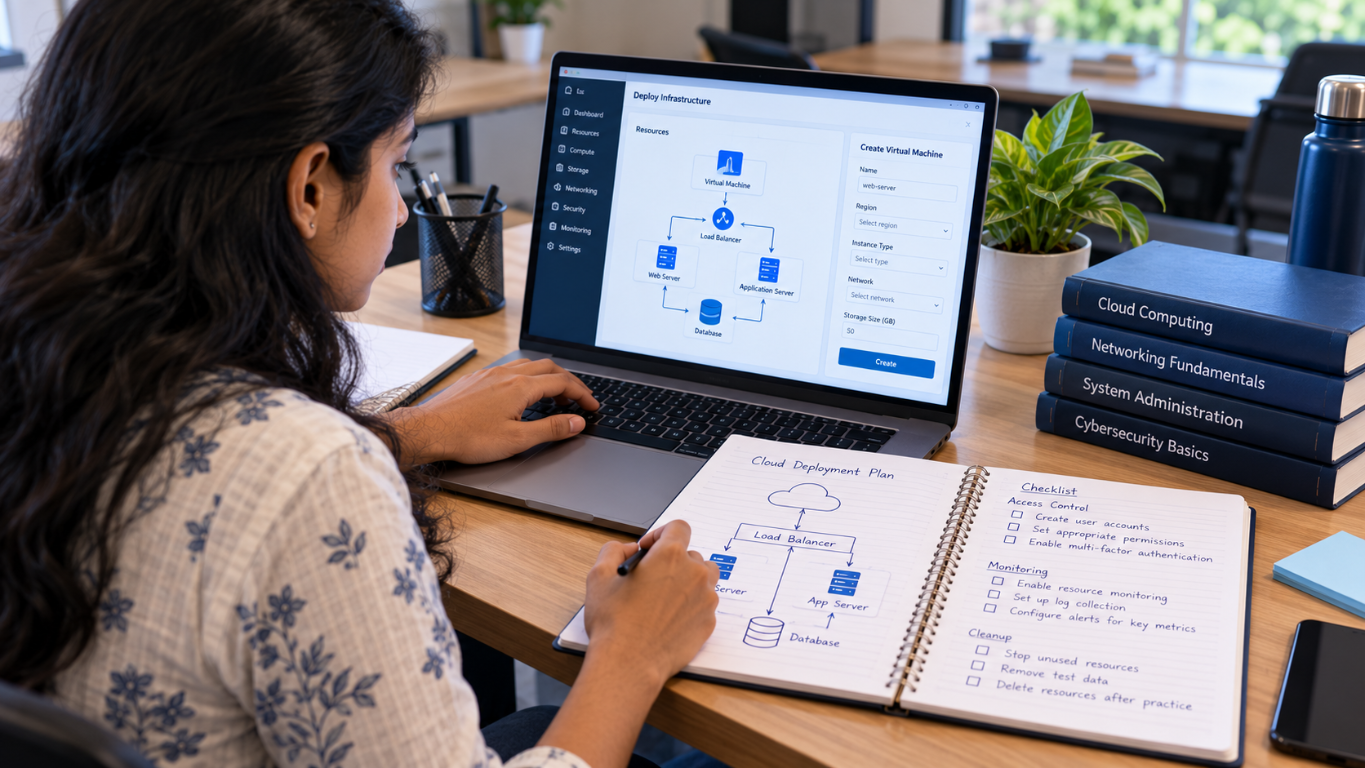 Deploy Infrastructure
Dashboard
Resources
Compute
Storage
Networking
Security
Monitoring
Settings
Resources
Virtual Machine
Load Balancer
Web Server
Application Server
Database
Create Virtual Machine
Name
web-server
Region
Select region
Instance Type
Select type
Network
Select network
Storage Size (GB)
50
Create
Cloud Computing
Networking Fundamentals
System Administration
Cybersecurity Basics
Cloud Deployment Plan
Load Balancer
Server
App Server
Database
Checklist
Access Control
Create user accounts
Set appropriate permissions
Enable multi-factor authentication
Monitoring
Enable resource monitoring
Set up log collection
Configure alerts for key metrics
Cleanup
Stop unused resources
Remove test data
Delete resources after practice